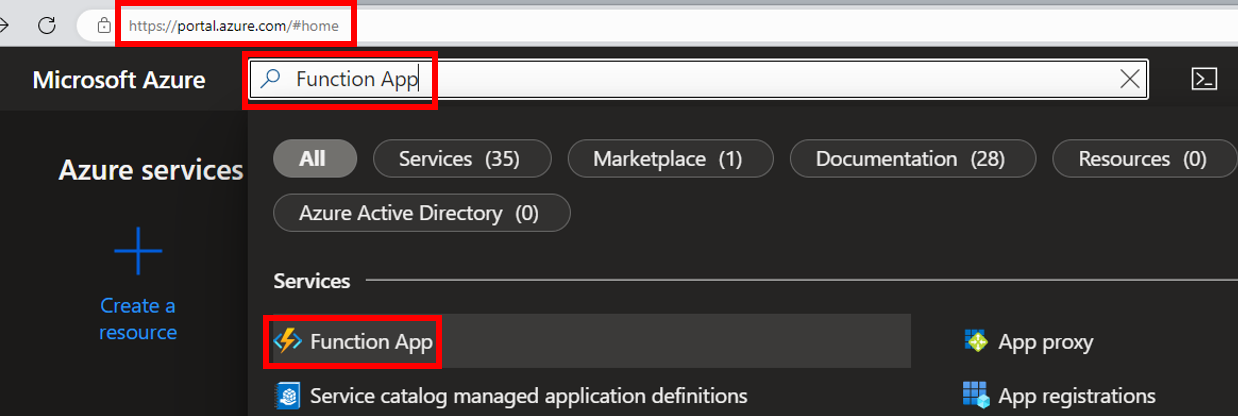 https://portal.azure.com/#home
Microsoft Azure
Function App
All
Services (35)
Marketplace (1)
Documentation (28)
Resources (0)
Azure Active Directory (0)
Azure services
Create a
resource
Services
Function App
App proxy
Service catalog managed application definitions
App registrations